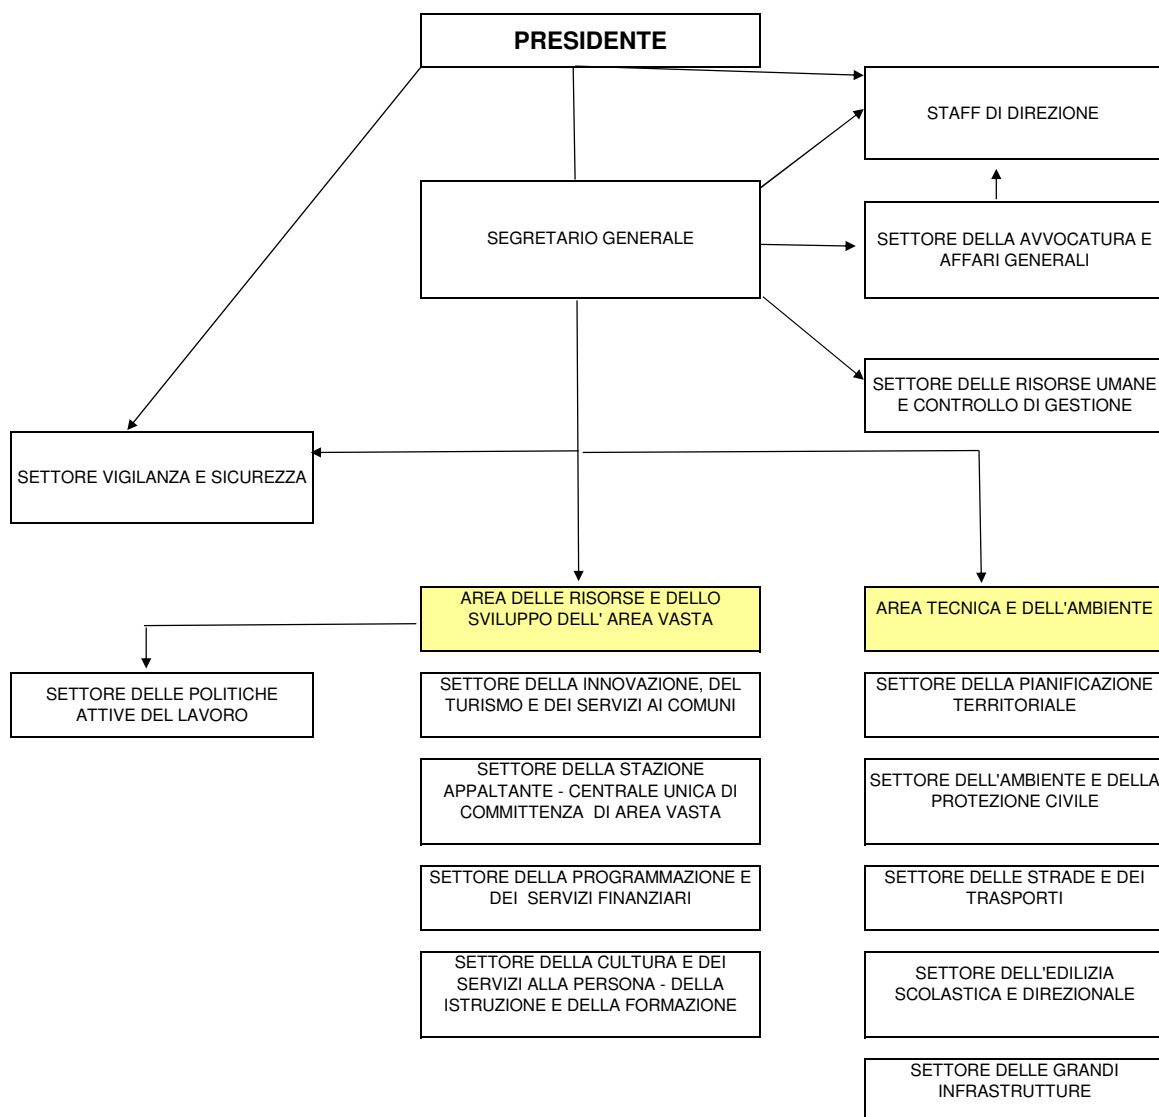 PRESIDENTE
STAFF DI DIREZIONE
SEGRETARIO GENERALE
SETTORE DELLA AVVOCATURA E
AFFARI GENERALI
SETTORE DELLE RISORSE UMANE
E CONTROLLO DI GESTIONE
SETTORE VIGILANZA E SICUREZZA
AREA DELLE RISORSE E DELLO
SVILUPPO DELL' AREA VASTA
AREA TECNICA E DELL'AMBIENTE
SETTORE DELLE POLITICHE
ATTIVE DEL LAVORO
SETTORE DELLA INNOVAZIONE, DEL
TURISMO E DEI SERVIZI AI COMUNI
SETTORE DELLA PIANIFICAZIONE
TERRITORIALE
SETTORE DELLA STAZIONE
APPALTANTE - CENTRALE UNICA DI
COMMITTENZA DI AREA VASTA
SETTORE DELL'AMBIENTE E DELLA
PROTEZIONE CIVILE
SETTORE DELLA PROGRAMMAZIONE E
DEI SERVIZI FINANZIARI
SETTORE DELLE STRADE E DEI
TRASPORTI
SETTORE DELLA CULTURA E DEI
SERVIZI ALLA PERSONA - DELLA
ISTRUZIONE E DELLA FORMAZIONE
SETTORE DELL'EDILIZIA
SCOLASTICA E DIREZIONALE
SETTORE DELLE GRANDI
INFRASTRUTTURE